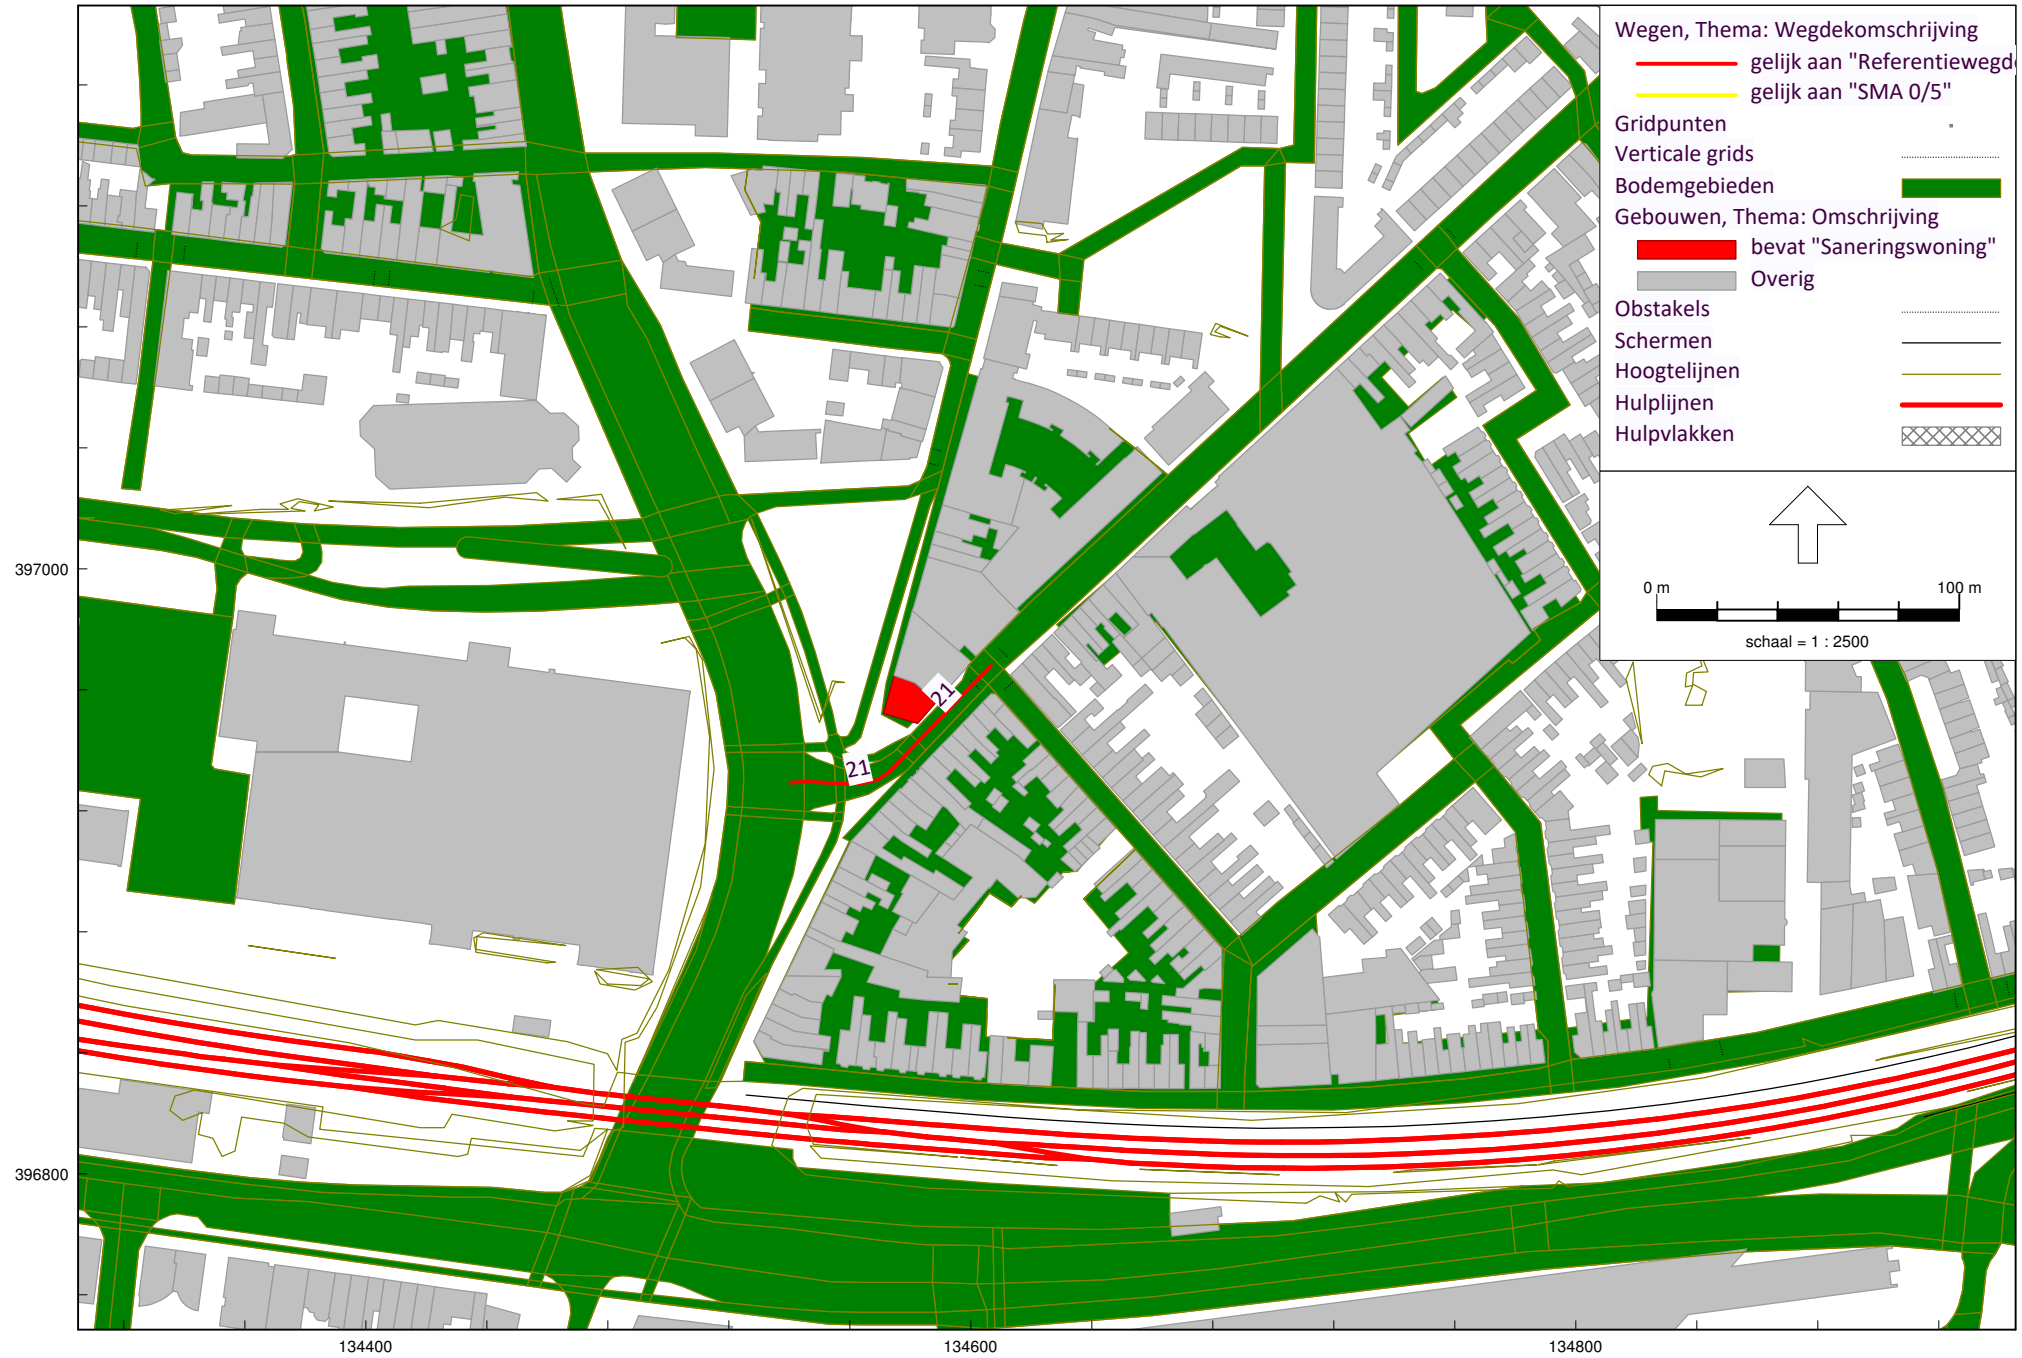 Wegen, Thema: Wegdekomschrijving
gelijk aan "Referentiewegd
gelijk aan "SMA 0/5"
Gridpunten
Verticale grids
Bodemgebieden
Gebouwen, Thema: Omschrijving
bevat "Saneringswoning"
Overig
Obstakels
Schermen
Hoogtelijnen
Hulplijnen
Hulpvlakken
0 m 100 m
schaal = 1 : 2500
397000
21
21
396800
134400 134600 134800